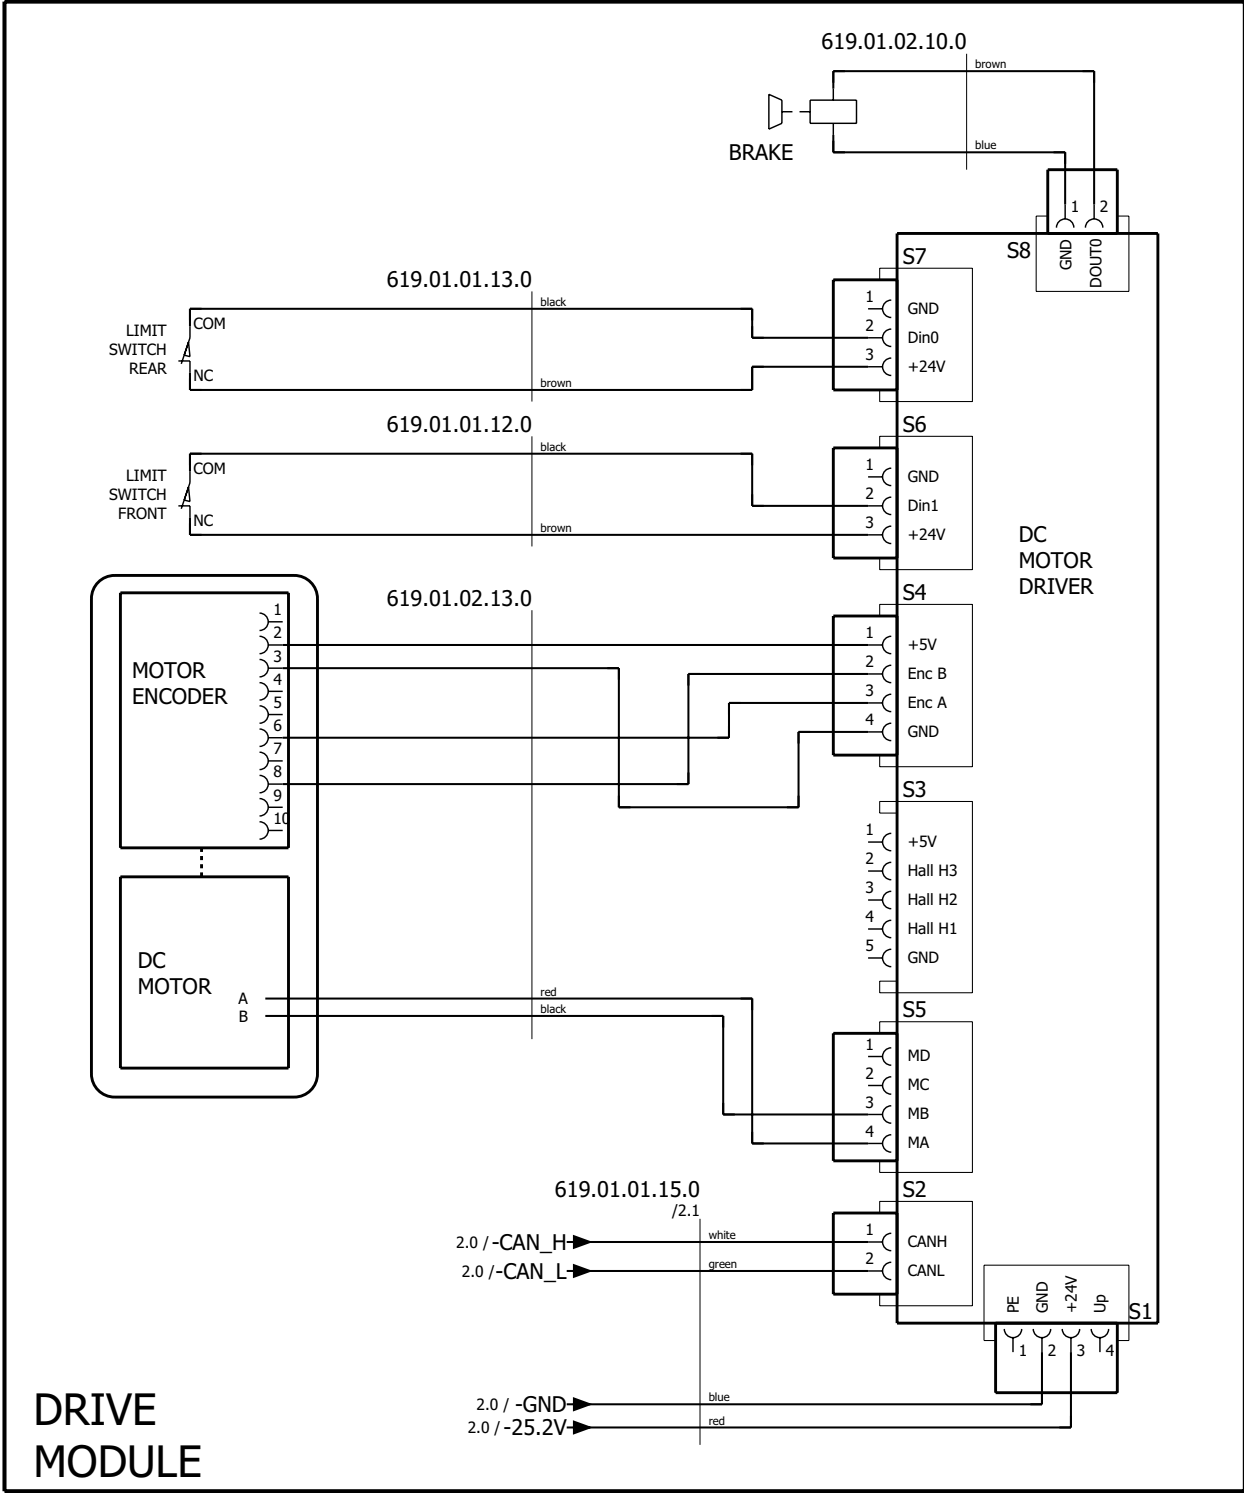 619.01.02.10.0
brown
BRAKE
blue
1
2
S8
GND
DOUT0
S7
619.01.01.13.0
black
LIMIT
SWITCH
REAR
COM
NC
brown
1
GND
2
Din0
3
+24V
S6
619.01.01.12.0
black
LIMIT
SWITCH
FRONT
COM
NC
brown
1
GND
2
Din1
3
+24V
DC
MOTOR
DRIVER
619.01.02.13.0
MOTOR
ENCODER
1
2
3
4
5
6
7
8
9
10
S4
1
+5V
2
Enc B
3
Enc A
4
GND
S3
1
+5V
2
Hall H3
3
Hall H2
4
Hall H1
5
GND
DC
MOTOR
A
B
red
black
S5
1
MD
2
MC
3
MB
4
MA
619.01.01.15.0
/2.1
S2
2.0 /-CAN_H
white
1
CANH
2.0 /-CAN_L
green
2
CANL
PE
GND
+24V
Up
S1
1
2
3
4
2.0 / -GND
blue
2.0 /-25.2V
red
DRIVE
MODULE